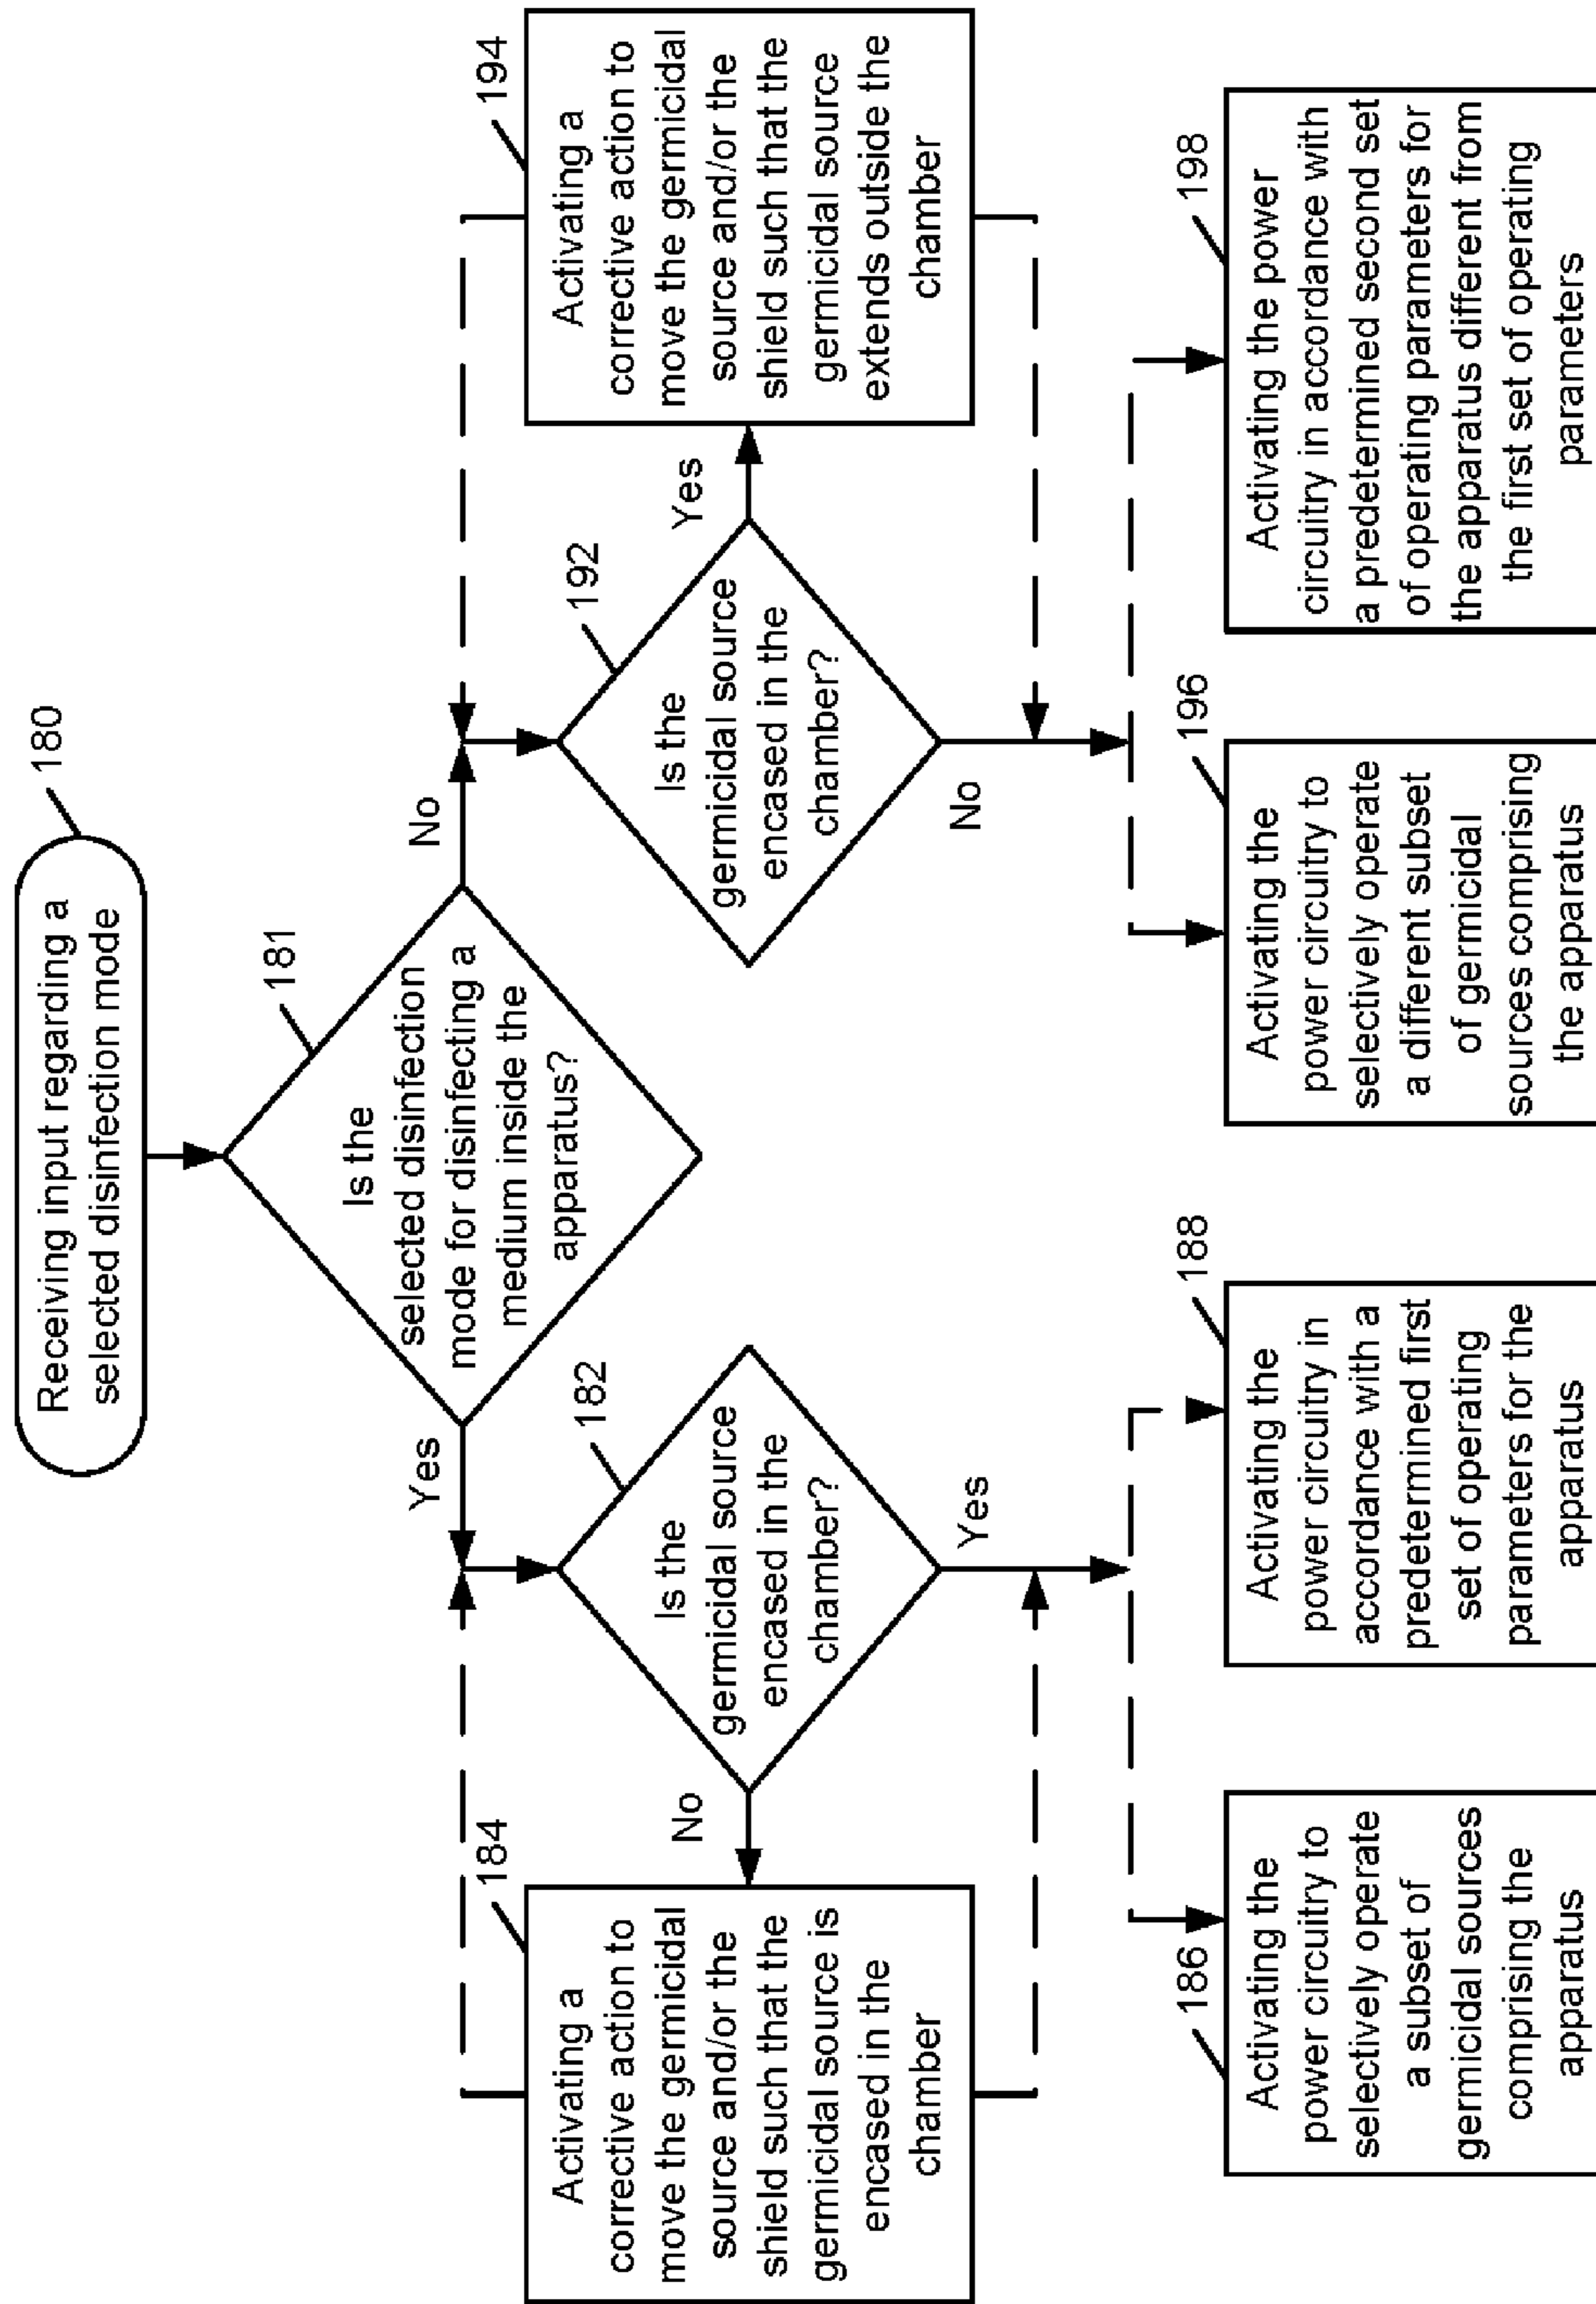 Receiving input regarding a
selected disinfection mode
180
Is the
selected disinfection
mode for disinfecting a
medium inside the
apparatus?
181
Yes
No
Is the
germicidal source
encased in the
chamber?
182
No
Yes
Activating a
corrective action to
move the germicidal
source and/or the
shield such that the
germicidal source is
encased in the
chamber
184
Is the
germicidal source
encased in the
chamber?
192
Yes
No
Activating a
corrective action to
move the germicidal
source and/or the
shield such that the
germicidal source
extends outside the
chamber
194
Activating the
power circuitry to
selectively operate
a subset of
germicidal sources
comprising the
apparatus
186
Activating the
power circuitry in
accordance with a
predetermined first
set of operating
parameters for the
apparatus
188
Activating the
power circuitry to
selectively operate
a different subset
of germicidal
sources comprising
the apparatus
196
Activating the power
circuitry in accordance with
a predetermined second set
of operating parameters for
the apparatus different from
the first set of operating
parameters
198